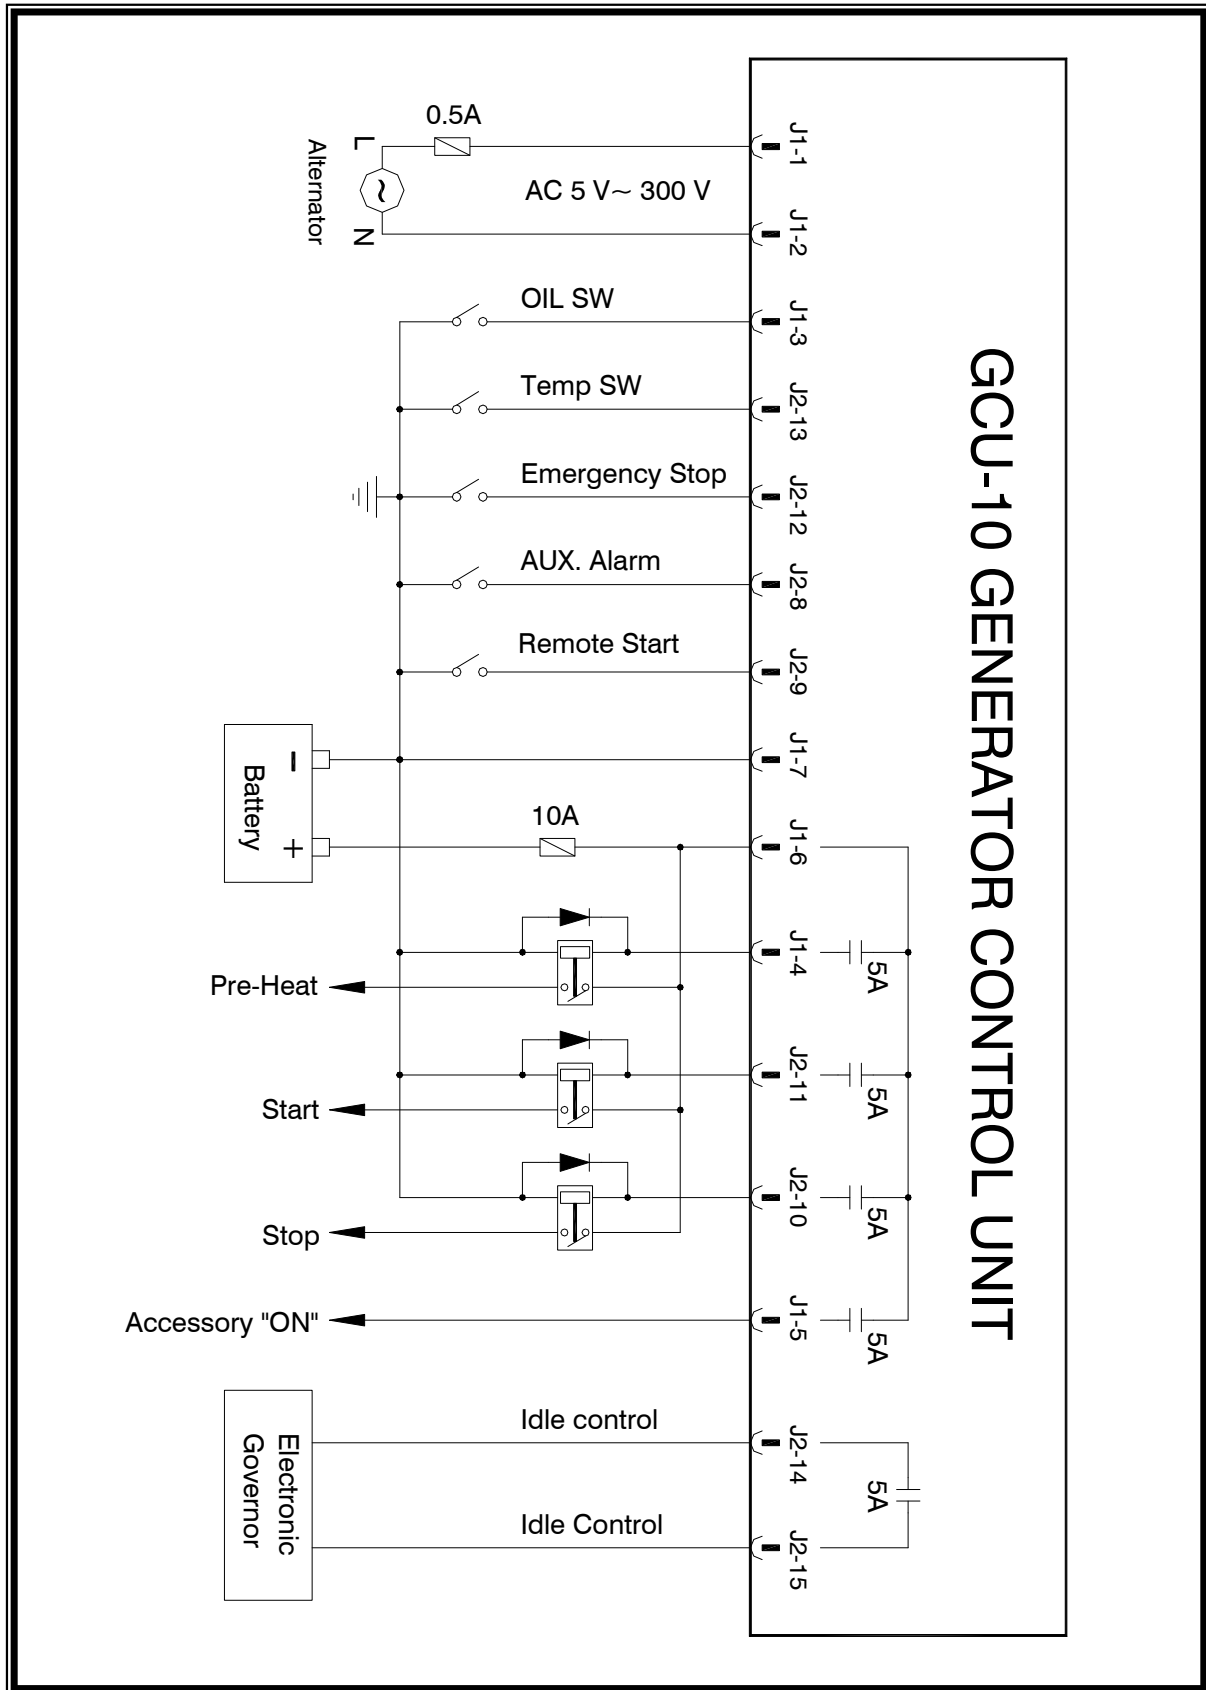 GCU-10 GENERATOR CONTROL UNIT
0.5A
L
Alternator
~
N
AC 5 V~ 300 V
J1-1
J1-2
OIL SW
J1-3
Temp SW
J2-13
Emergency Stop
J2-12
AUX. Alarm
J2-8
Remote Start
J2-9
- +
Battery
J1-7
10A
J1-6
J1-4
5A
Pre-Heat
J2-11
5A
Start
J2-10
5A
Stop
Accessory "ON"
J1-5
5A
Electronic
Governor
Idle control
J2-14
5A
Idle Control
J2-15